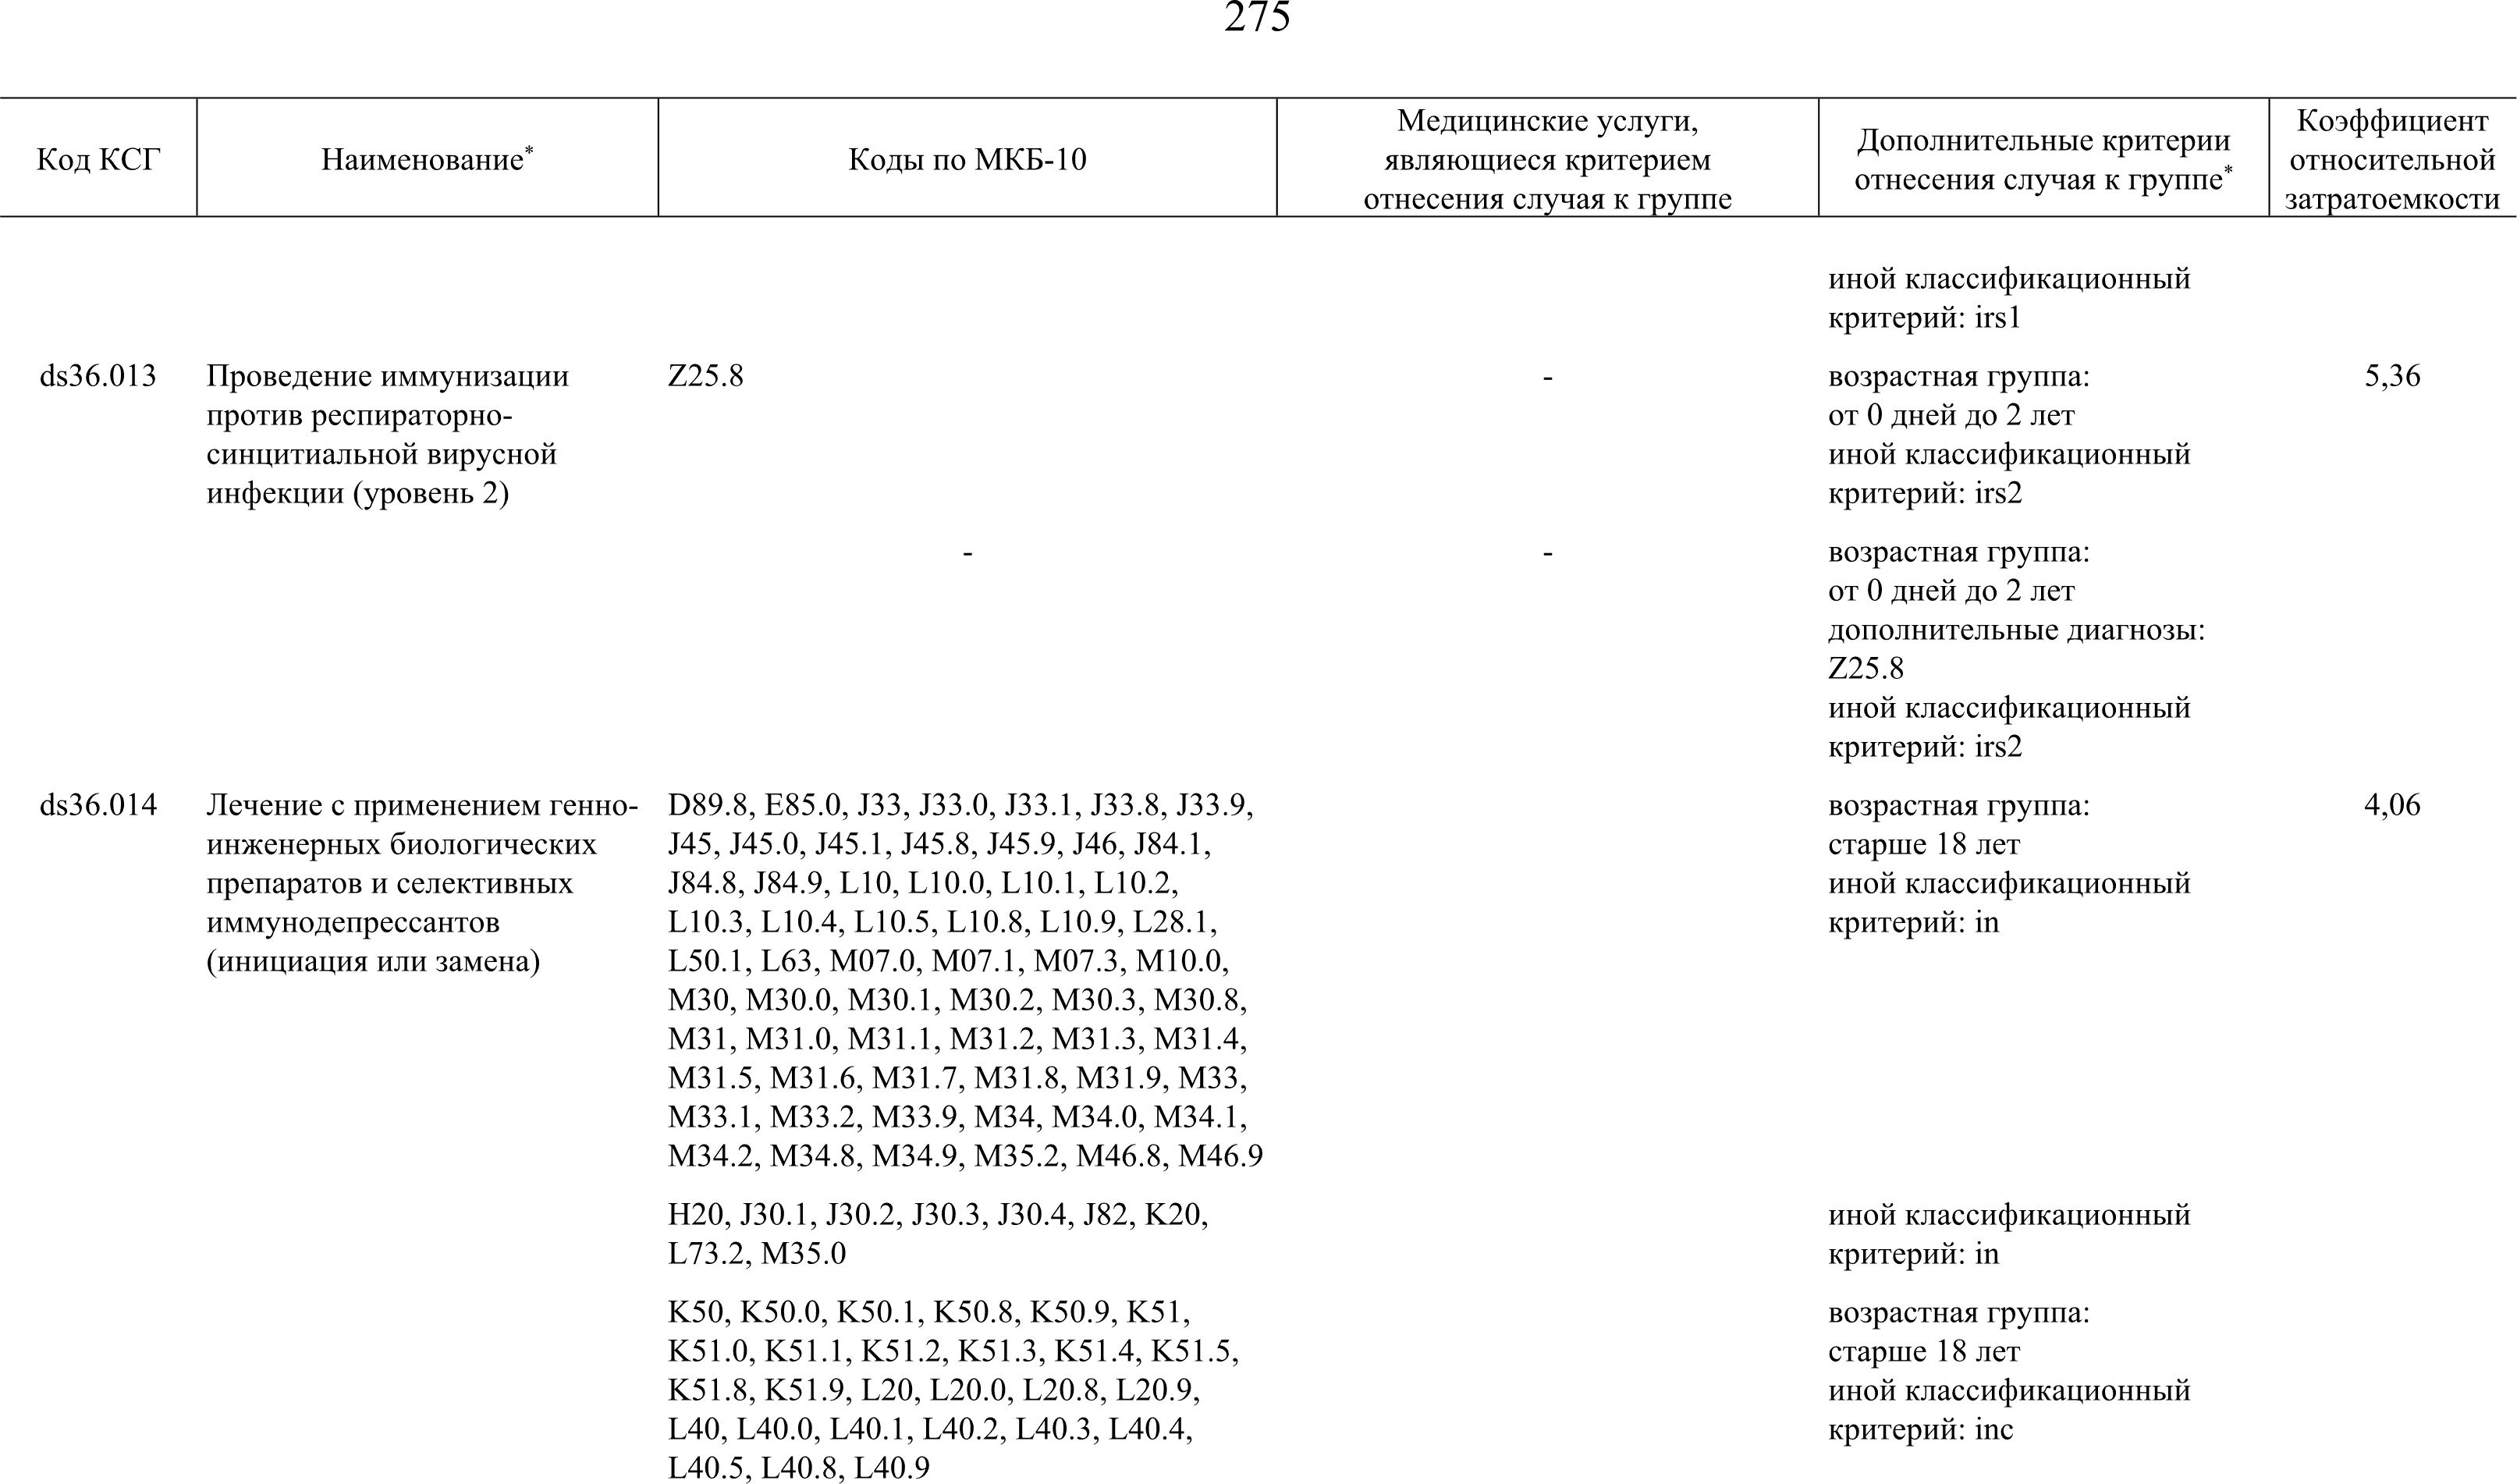 275
Код КСГ
Наименование*
Коды по МКБ-10
Медицинские услуги,
являющиеся критерием
отнесения случая к группе
Дополнительные критерии
отнесения случая к группе*
Коэффициент
относительной
затратоемкости
иной классификационный
критерий: irs1
ds36.013
Проведение иммунизации
против респираторно-
синцитиальной вирусной
инфекции (уровень 2)
Z25.8
-
возрастная группа:
от 0 дней до 2 лет
иной классификационный
критерий: irs2
5,36
-
-
возрастная группа:
от 0 дней до 2 лет
дополнительные диагнозы:
Z25.8
иной классификационный
критерий: irs2
ds36.014
Лечение с применением генно-
инженерных биологических
препаратов и селективных
иммунодепрессантов
(инициация или замена)
D89.8, E85.0, J33, J33.0, J33.1, J33.8, J33.9,
J45, J45.0, J45.1, J45.8, J45.9, J46, J84.1,
J84.8, J84.9, L10, L10.0, L10.1, L10.2,
L10.3, L10.4, L10.5, L10.8, L10.9, L28.1,
L50.1, L63, M07.0, M07.1, M07.3, M10.0,
M30, M30.0, M30.1, M30.2, M30.3, M30.8,
M31, M31.0, M31.1, M31.2, M31.3, M31.4,
M31.5, M31.6, M31.7, M31.8, M31.9, M33,
M33.1, M33.2, M33.9, M34, M34.0, M34.1,
M34.2, M34.8, M34.9, M35.2, M46.8, M46.9
возрастная группа:
старше 18 лет
иной классификационный
критерий: in
4,06
H20, J30.1, J30.2, J30.3, J30.4, J82, K20,
L73.2, M35.0
иной классификационный
критерий: in
K50, K50.0, K50.1, K50.8, K50.9, K51,
K51.0, K51.1, K51.2, K51.3, K51.4, K51.5,
K51.8, K51.9, L20, L20.0, L20.8, L20.9,
L40, L40.0, L40.1, L40.2, L40.3, L40.4,
L40.5, L40.8, L40.9
возрастная группа:
старше 18 лет
иной классификационный
критерий: inc